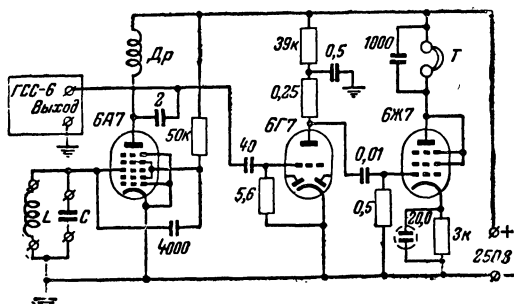 ГСС-6
Выход
Др
6А7
2
50к
L
C
4000
40
5,6
39к
0,5
0,25
6Г7
0,01
0,5
1000
Т
6Ж7
20,0
3к
+
250В
−